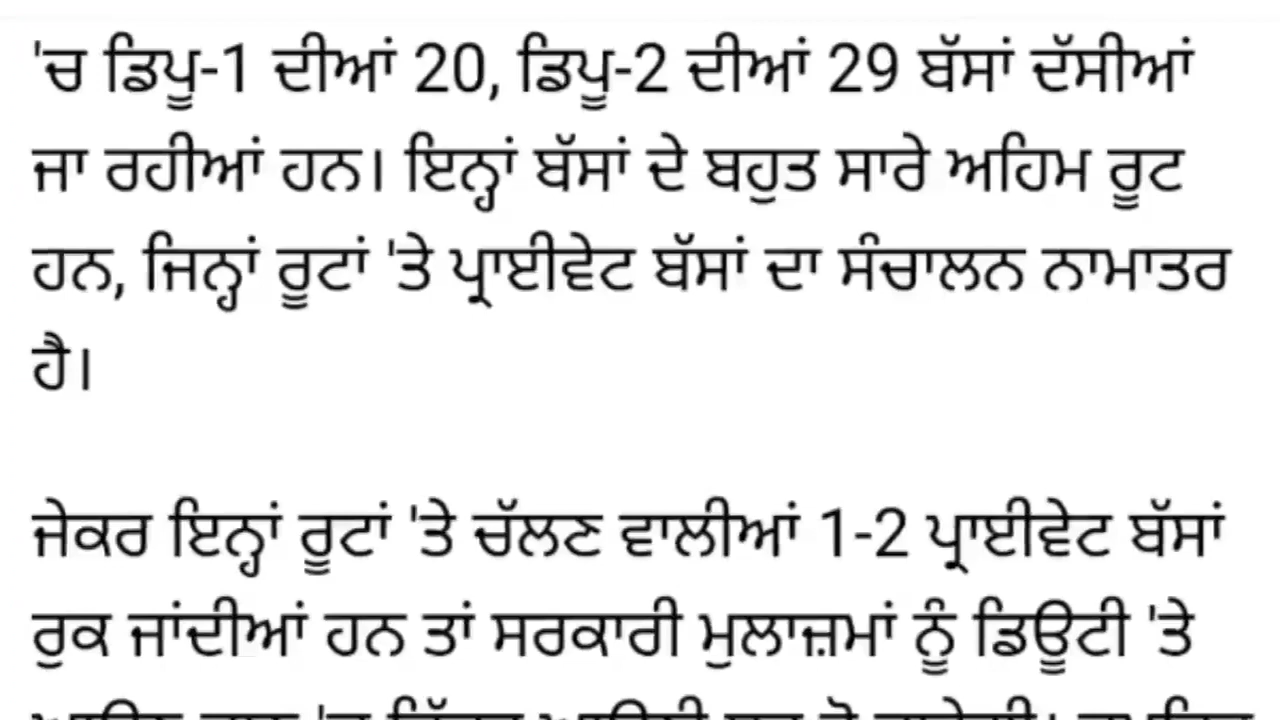 'ਚ ਡਿਪੂ-1 ਦੀਆਂ 20, ਡਿਪੂ-2 ਦੀਆਂ 29 ਬੱਸਾਂ ਦੱਸੀਆਂ
ਜਾ ਰਹੀਆਂ ਹਨ। ਇਨ੍ਹਾਂ ਬੱਸਾਂ ਦੇ ਬਹੁਤ ਸਾਰੇ ਅਹਿਮ ਰੂਟ
ਹਨ, ਜਿਨ੍ਹਾਂ ਰੂਟਾਂ 'ਤੇ ਪ੍ਰਾਈਵੇਟ ਬੱਸਾਂ ਦਾ ਸੰਚਾਲਨ ਨਾਮਾਤਰ
ਹੈ।
ਜੇਕਰ ਇਨ੍ਹਾਂ ਰੂਟਾਂ 'ਤੇ ਚੱਲਣ ਵਾਲੀਆਂ 1-2 ਪ੍ਰਾਈਵੇਟ ਬੱਸਾਂ
ਰੁਕ ਜਾਂਦੀਆਂ ਹਨ ਤਾਂ ਸਰਕਾਰੀ ਮੁਲਾਜ਼ਮਾਂ ਨੂੰ ਡਿਊਟੀ 'ਤੇ